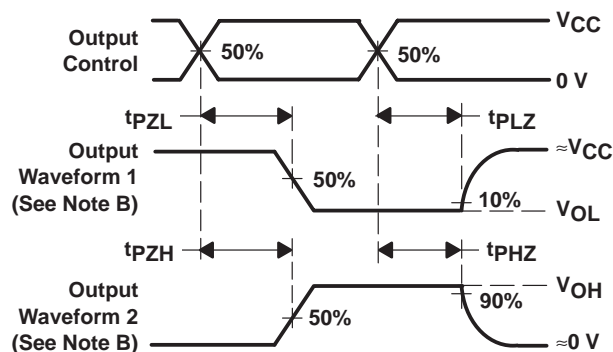 Output
Control
50%
50%
VCC
0 V
tPZL
tPLZ
Output
Waveform 1
(See Note B)
50%
10%
≈VCC
VOL
tPZH
tPHZ
Output
Waveform 2
(See Note B)
50%
90%
VOH
≈0 V